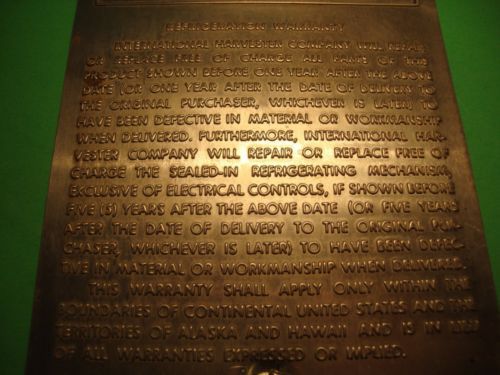 REFRIGERATION WARRANTY
INTERNATIONAL HARVESTER COMPANY WILL REPAIR
OR REPLACE FREE OF CHARGE ALL PARTS OF THIS
PRODUCT SHOWN BEFORE ONE YEAR AFTER THE ABOVE
DATE (OR ONE YEAR AFTER THE DATE OF DELIVERY TO
THE ORIGINAL PURCHASER, WHICHEVER IS LATER) TO
HAVE BEEN DEFECTIVE IN MATERIAL OR WORKMANSHIP
WHEN DELIVERED. FURTHERMORE, INTERNATIONAL HAR-
VESTER COMPANY WILL REPAIR OR REPLACE FREE OF
CHARGE THE SEALED-IN REFRIGERATING MECHANISM,
EXCLUSIVE OF ELECTRICAL CONTROLS, IF SHOWN BEFORE
FIVE (5) YEARS AFTER THE ABOVE DATE (OR FIVE YEARS
AFTER THE DATE OF DELIVERY TO THE ORIGINAL PUR-
CHASER, WHICHEVER IS LATER) TO HAVE BEEN DEFEC-
TIVE IN MATERIAL OR WORKMANSHIP WHEN DELIVERED.
THIS WARRANTY SHALL APPLY ONLY WITHIN THE
BOUNDARIES OF CONTINENTAL UNITED STATES AND THE
TERRITORIES OF ALASKA AND HAWAII AND IS IN LIEU
OF ALL WARRANTIES EXPRESSED OR IMPLIED.